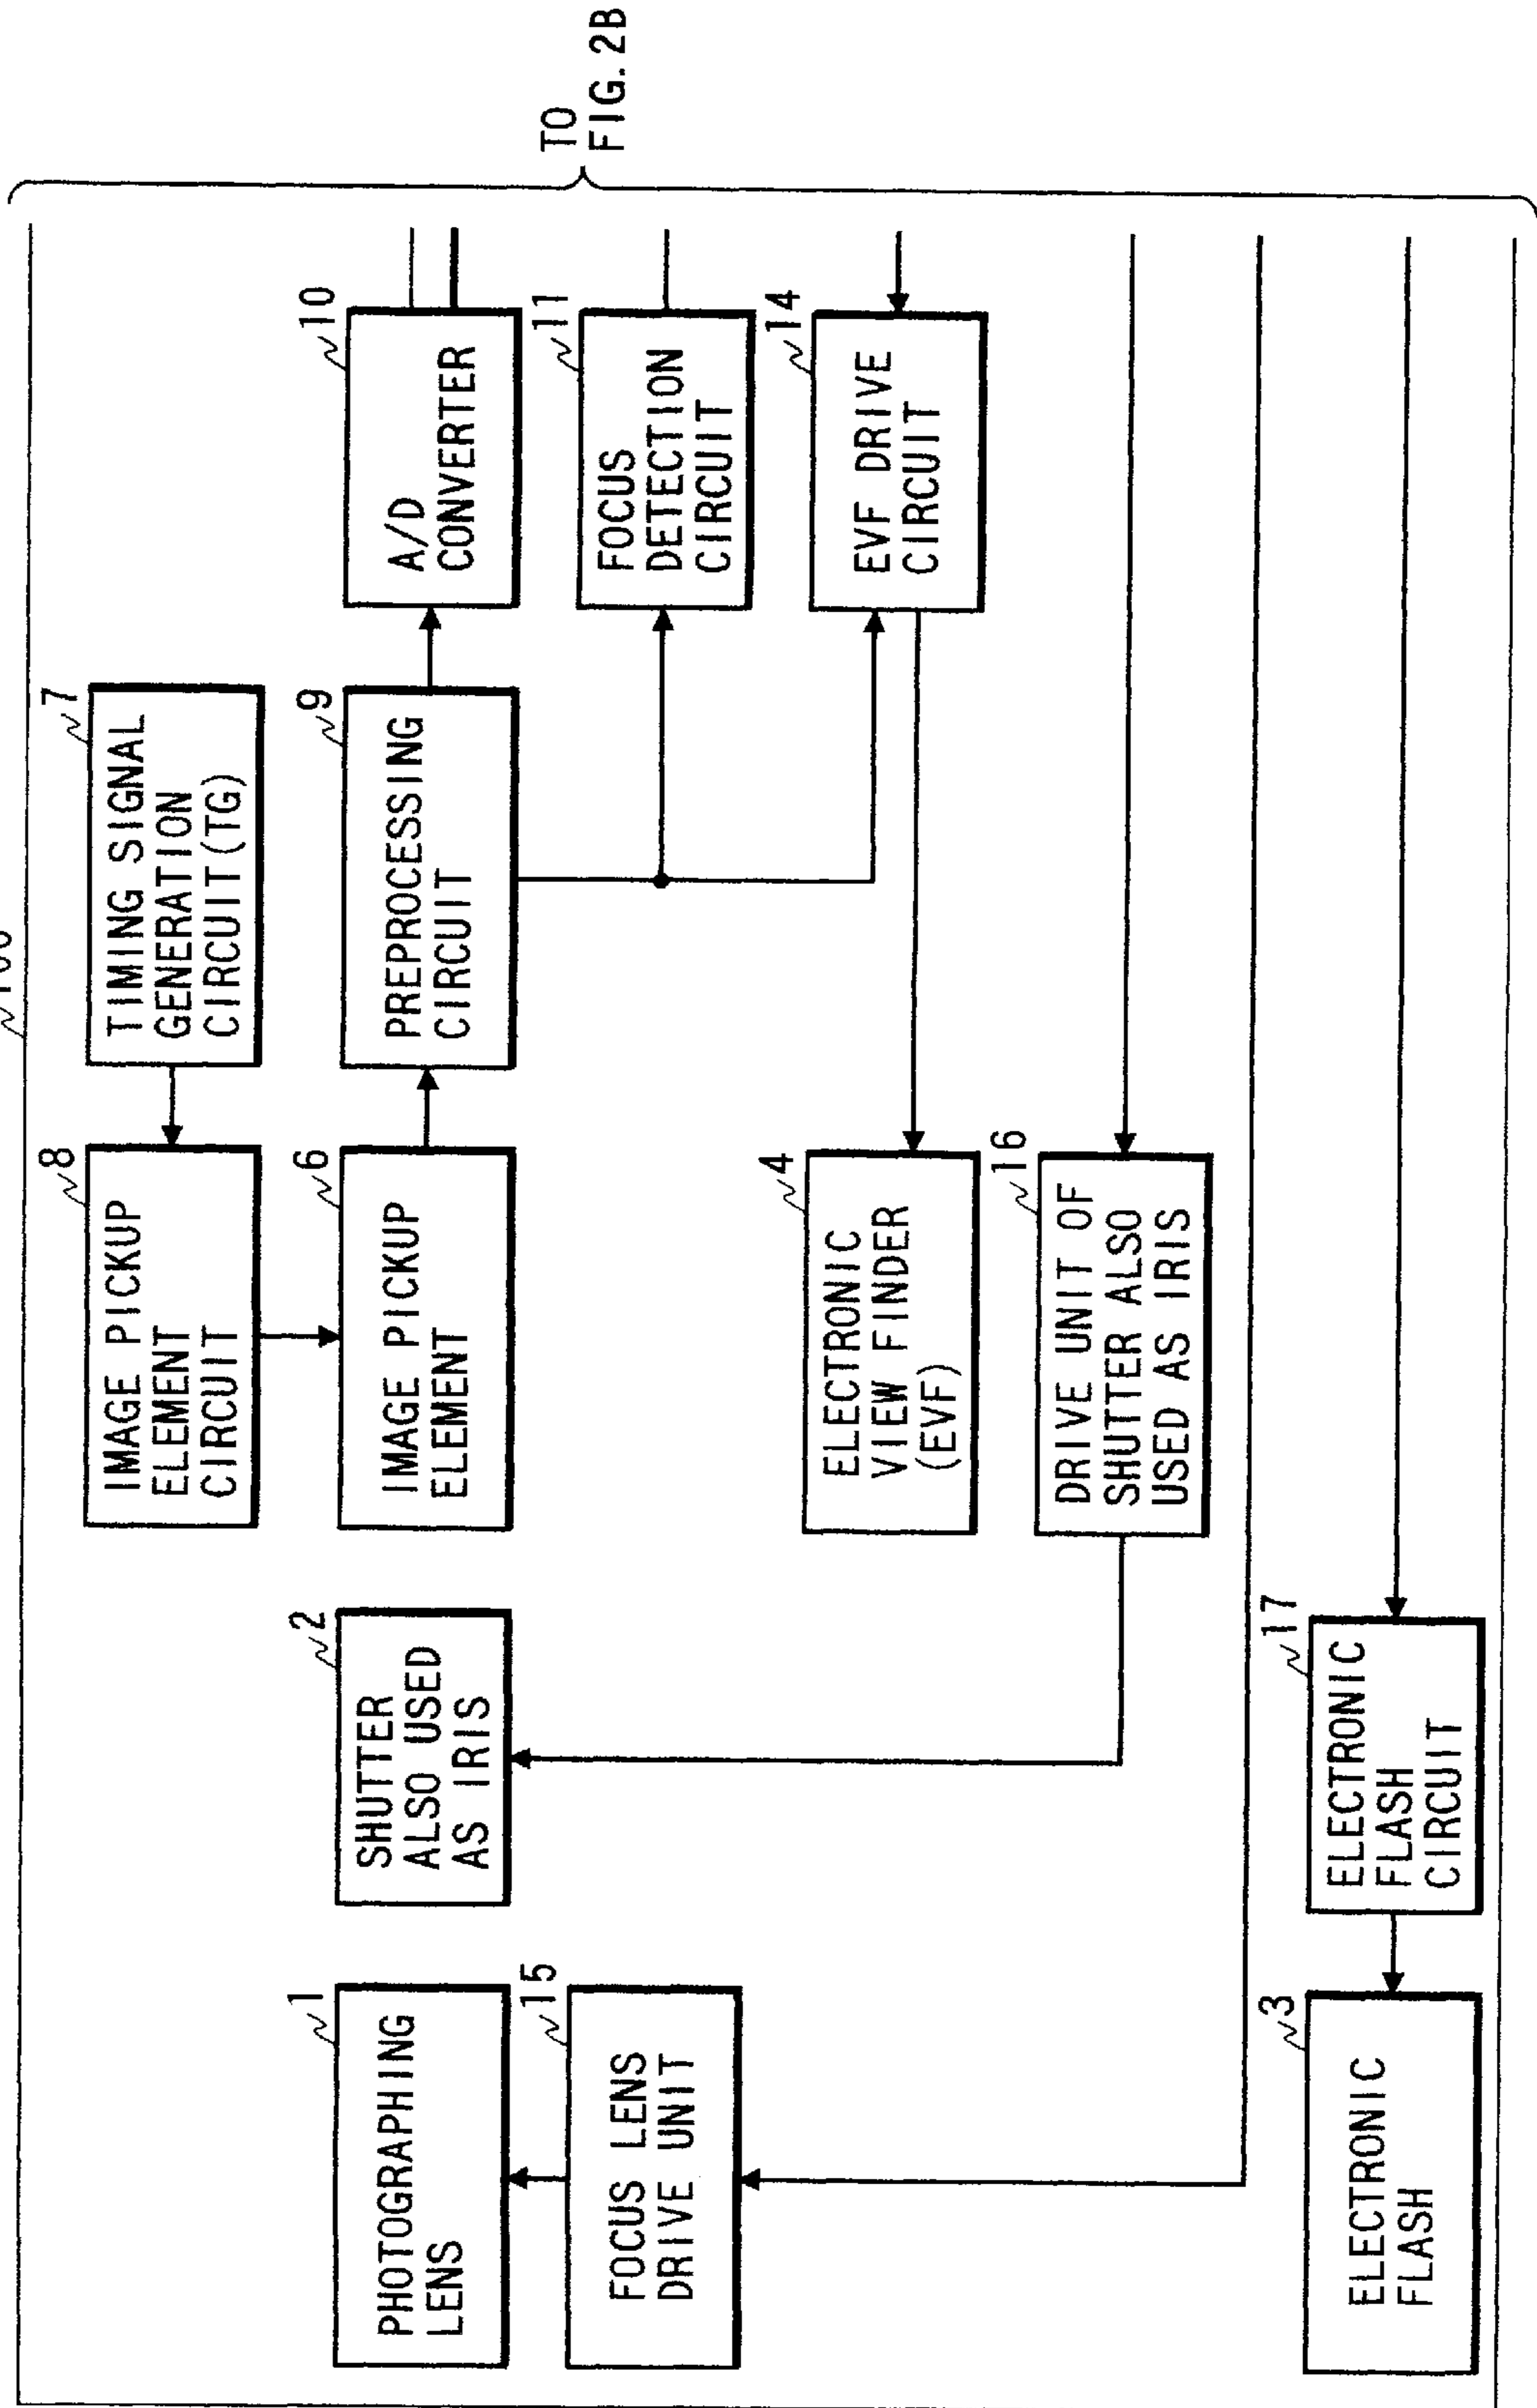 8
IMAGE PICKUP
ELEMENT
CIRCUIT
7
TIMING SIGNAL
GENERATION
CIRCUIT(TG)
1
PHOTOGRAPHING
LENS
2
SHUTTER
ALSO USED
AS IRIS
6
IMAGE PICKUP
ELEMENT
9
PREPROCESSING
CIRCUIT
10
A/D
CONVERTER
15
FOCUS LENS
DRIVE UNIT
11
FOCUS
DETECTION
CIRCUIT
TO
FIG. 2B
4
ELECTRONIC
VIEW FINDER
(EVF)
14
EVF DRIVE
CIRCUIT
16
DRIVE UNIT OF
SHUTTER ALSO
USED AS IRIS
3
ELECTRONIC
FLASH
17
ELECTRONIC
FLASH
CIRCUIT